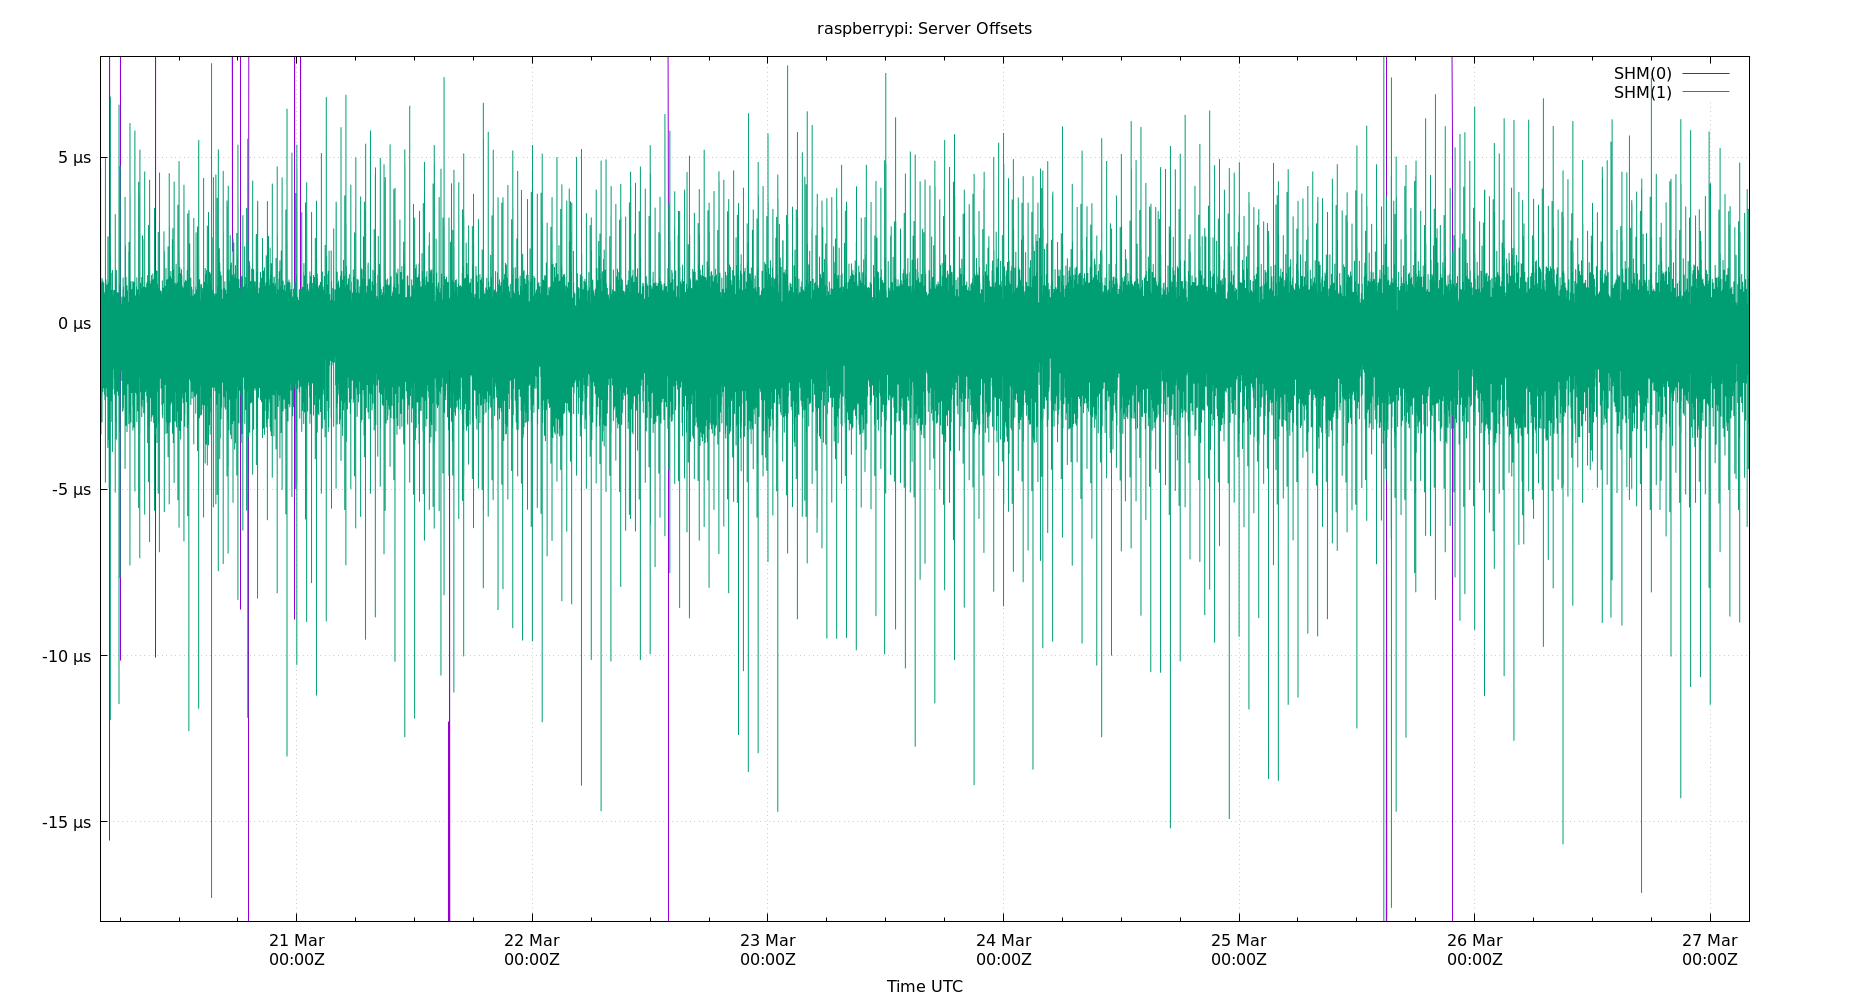 raspberrypi: Server Offsets
SHM(0)
SHM(1)
5 µs
0 µs
-5 µs
-10 µs
-15 µs
21 Mar 22 Mar 23 Mar 24 Mar 25 Mar 26 Mar 27 Mar
00:00Z 00:00Z 00:00Z 00:00Z 00:00Z 00:00Z 00:00Z
Time UTC